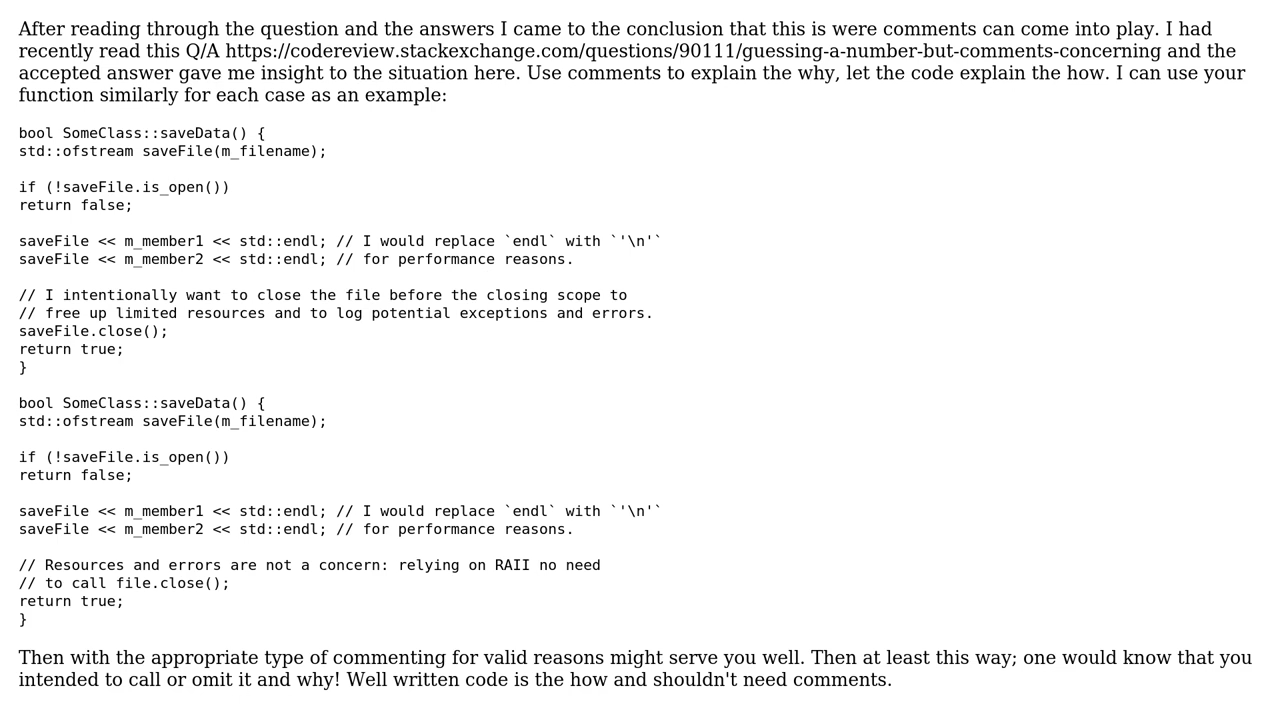 After reading through the question and the answers I came to the conclusion that this is were comments can come into play. I had
recently read this Q/A https://codereview.stackexchange.com/questions/90111/guessing-a-number-but-comments-concerning and the
accepted answer gave me insight to the situation here. Use comments to explain the why, let the code explain the how. I can use your
function similarly for each case as an example:
bool SomeClass::saveData() {
std::ofstream saveFile(m_filename);
if (!saveFile.is_open())
return false;
saveFile << m_member1 << std::endl; // I would replace `endl` with `'\n'`
saveFile << m_member2 << std::endl; // for performance reasons.
// I intentionally want to close the file before the closing scope to
// free up limited resources and to log potential exceptions and errors.
saveFile.close();
return true;
}
bool SomeClass::saveData() {
std::ofstream saveFile(m_filename);
if (!saveFile.is_open())
return false;
saveFile << m_member1 << std::endl; // I would replace `endl` with `'\n'`
saveFile << m_member2 << std::endl; // for performance reasons.
// Resources and errors are not a concern: relying on RAII no need
// to call file.close();
return true;
}
Then with the appropriate type of commenting for valid reasons might serve you well. Then at least this way; one would know that you
intended to call or omit it and why! Well written code is the how and shouldn't need comments.